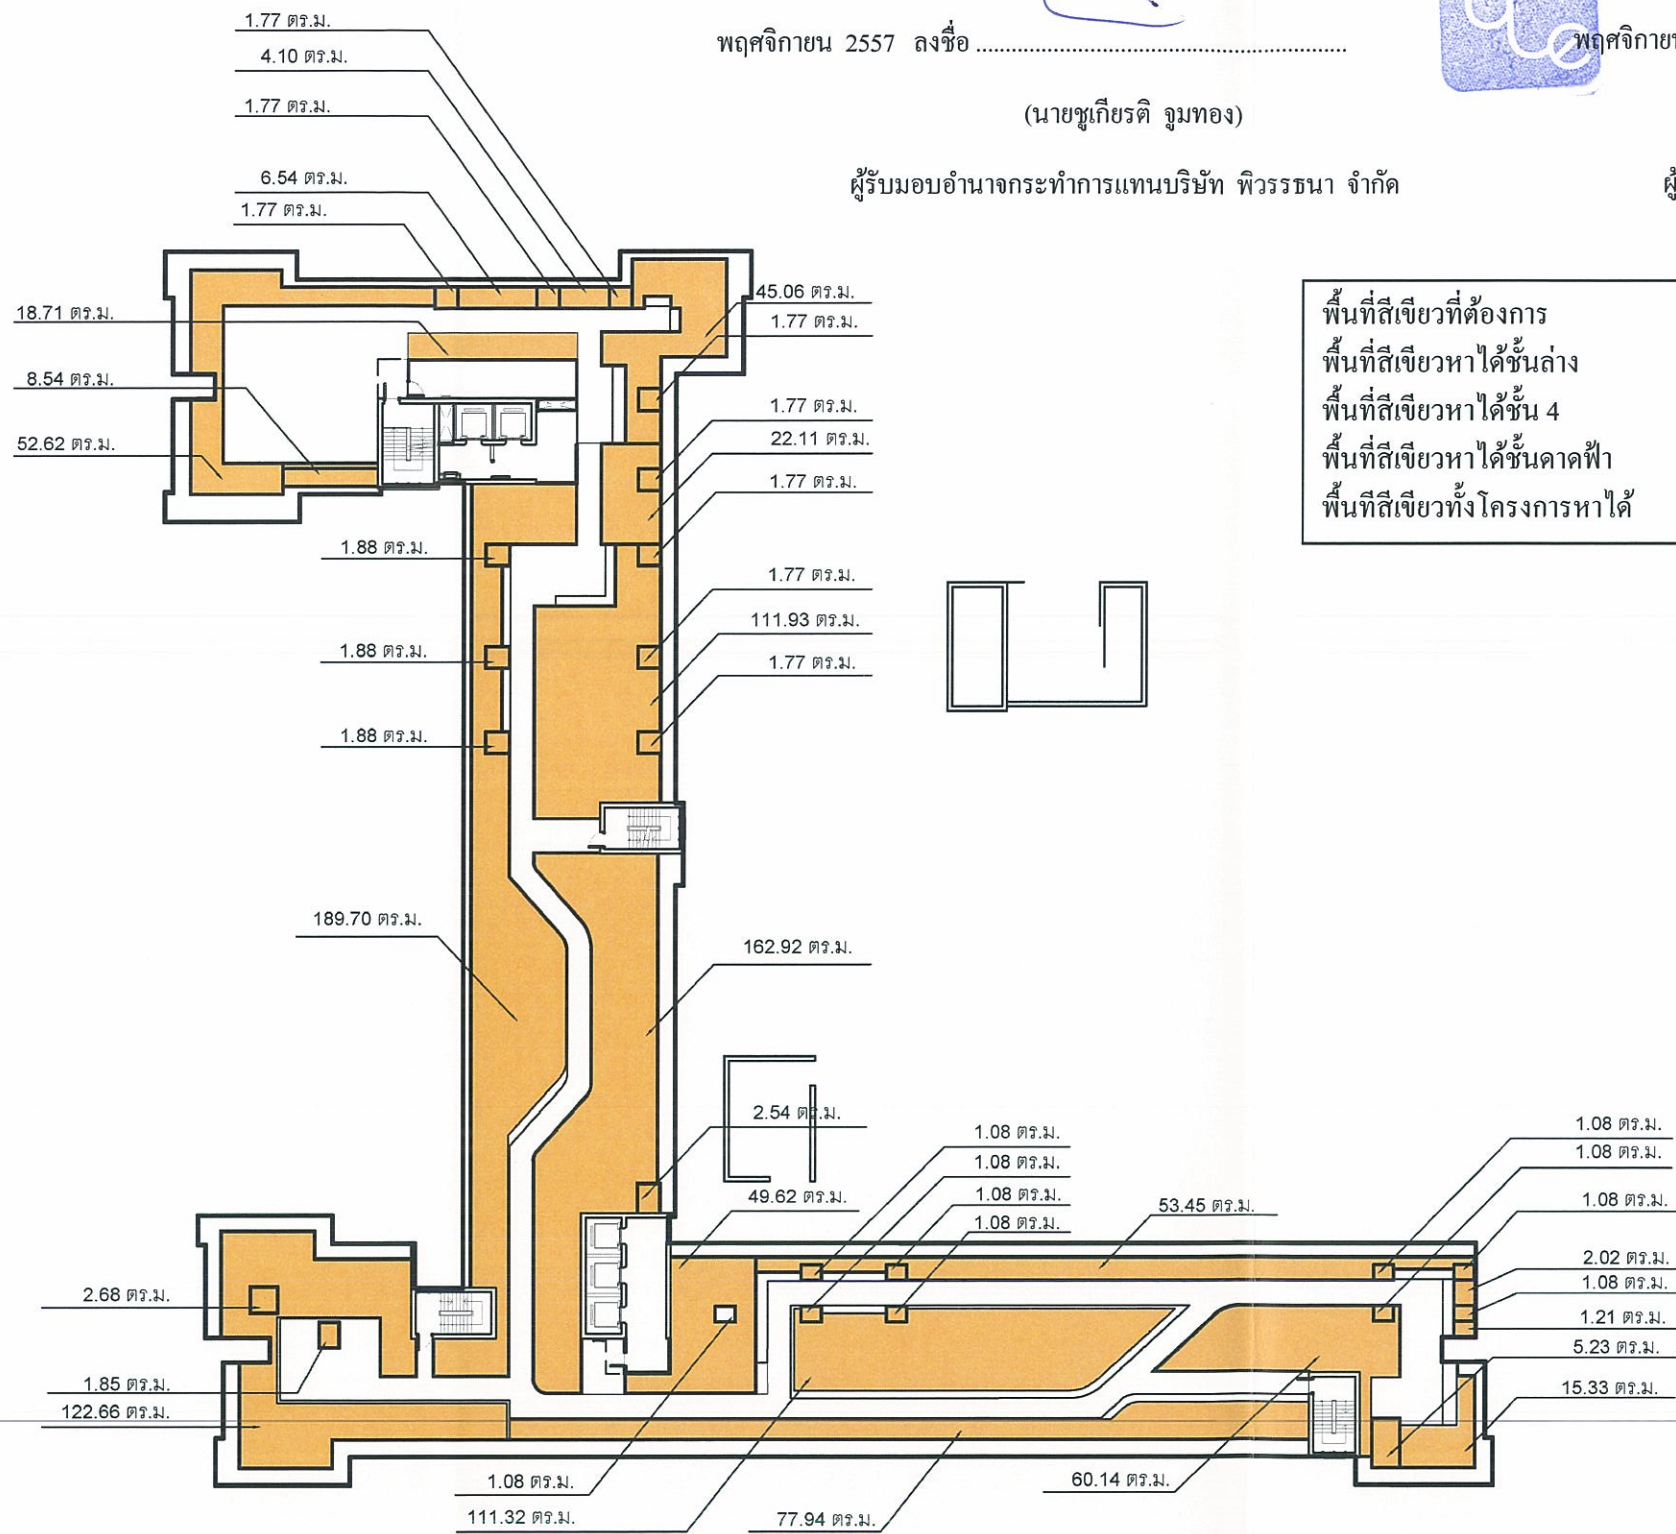 1.77 ตร.ม.
4.10 ตร.ม.
1.77 ตร.ม.
6.54 ตร.ม.
1.77 ตร.ม.
พฤศจิกายน 2557 ลงชื่อ ..........................................................
(นายชูเกียรติ จูมทอง)
ผู้รับมอบอำนาจกระทำการแทนบริษัท พิวรรธนา จำกัด
พื้นที่สีเขียวที่ต้องการ
พื้นที่สีเขียวหาได้ชั้นล่าง
พื้นที่สีเขียวหาได้ชั้น 4
พื้นที่สีเขียวหาได้ชั้นดาดฟ้า
พื้นทีสีเขียวทั้งโครงการหาได้
18.71 ตร.ม.
8.54 ตร.ม.
52.62 ตร.ม.
45.06 ตร.ม.
1.77 ตร.ม.
1.77 ตร.ม.
22.11 ตร.ม.
1.77 ตร.ม.
1.77 ตร.ม.
111.93 ตร.ม.
1.77 ตร.ม.
1.88 ตร.ม.
1.88 ตร.ม.
1.88 ตร.ม.
189.70 ตร.ม.
162.92 ตร.ม.
2.54 ตร.ม.
49.62 ตร.ม.
1.08 ตร.ม.
1.08 ตร.ม.
1.08 ตร.ม.
1.08 ตร.ม.
53.45 ตร.ม.
1.08 ตร.ม.
1.08 ตร.ม.
1.08 ตร.ม.
2.02 ตร.ม.
1.08 ตร.ม.
1.21 ตร.ม.
5.23 ตร.ม.
15.33 ตร.ม.
2.68 ตร.ม.
1.85 ตร.ม.
122.66 ตร.ม.
1.08 ตร.ม.
111.32 ตร.ม.
77.94 ตร.ม.
60.14 ตร.ม.